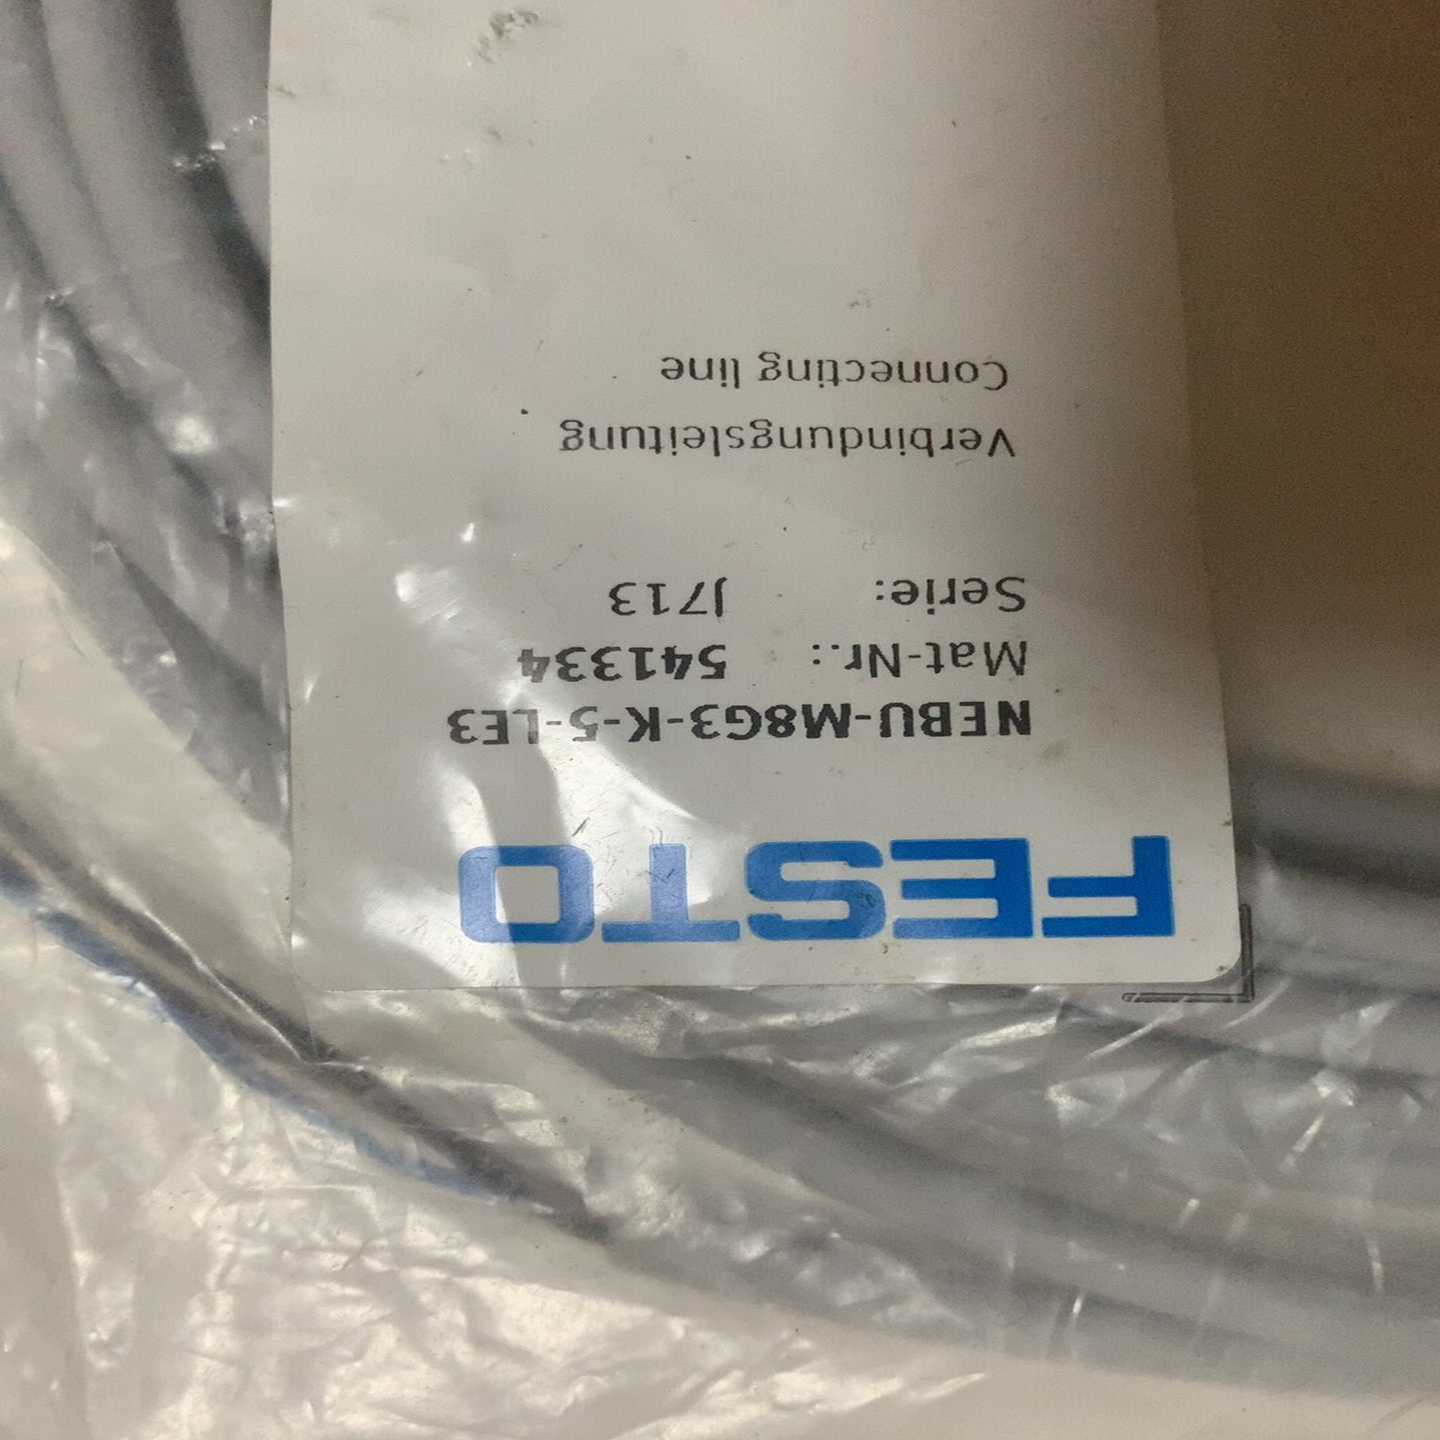 FESTO
NEBU-M8G3-K-5-LE3
Mat-Nr.: 541334
Serie: J713
Verbindungsleitung
Connecting line